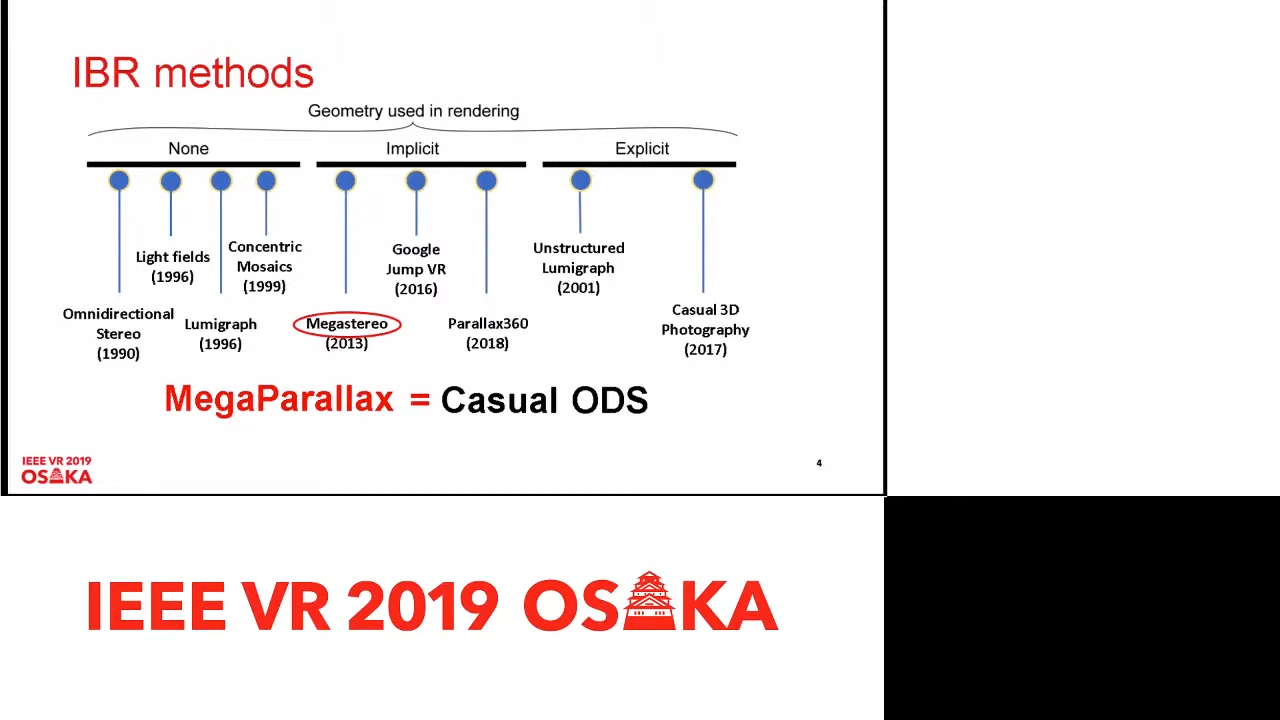 IBR methods
Geometry used in rendering
None
Implicit
Explicit
Omnidirectional
Stereo
(1990)
Light fields
(1996)
Lumigraph
(1996)
Concentric
Mosaics
(1999)
Megastereo
(2013)
Google
Jump VR
(2016)
Parallax360
(2018)
Unstructured
Lumigraph
(2001)
Casual 3D
Photography
(2017)
MegaParallax = Casual ODS
IEEE VR 2019
OSAKA
4
IEEE VR 2019 OSAKA